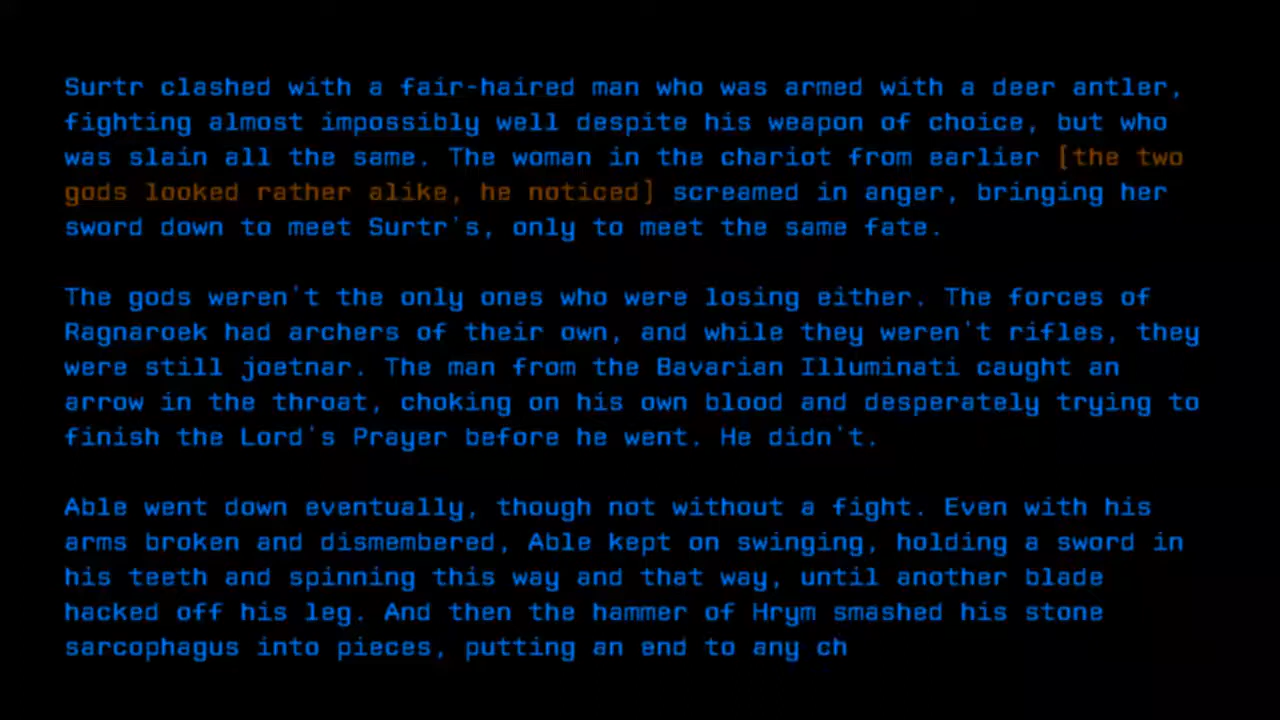 Surtr clashed with a fair-haired man who was armed with a deer antler,
fighting almost impossibly well despite his weapon of choice, but who
was slain all the same. The woman in the chariot from earlier [the two
gods looked rather alike, he noticed] screamed in anger, bringing her
sword down to meet Surtr's, only to meet the same fate.
The gods weren't the only ones who were losing either. The forces of
Ragnaroek had archers of their own, and while they weren't rifles, they
were still joetnar. The man from the Bavarian Illuminati caught an
arrow in the throat, choking on his own blood and desperately trying to
finish the Lord's Prayer before he went. He didn't.
Able went down eventually, though not without a fight. Even with his
arms broken and dismembered, Able kept on swinging, holding a sword in
his teeth and spinning this way and that way, until another blade
hacked off his leg. And then the hammer of Hrym smashed his stone
sarcophagus into pieces, putting an end to any ch